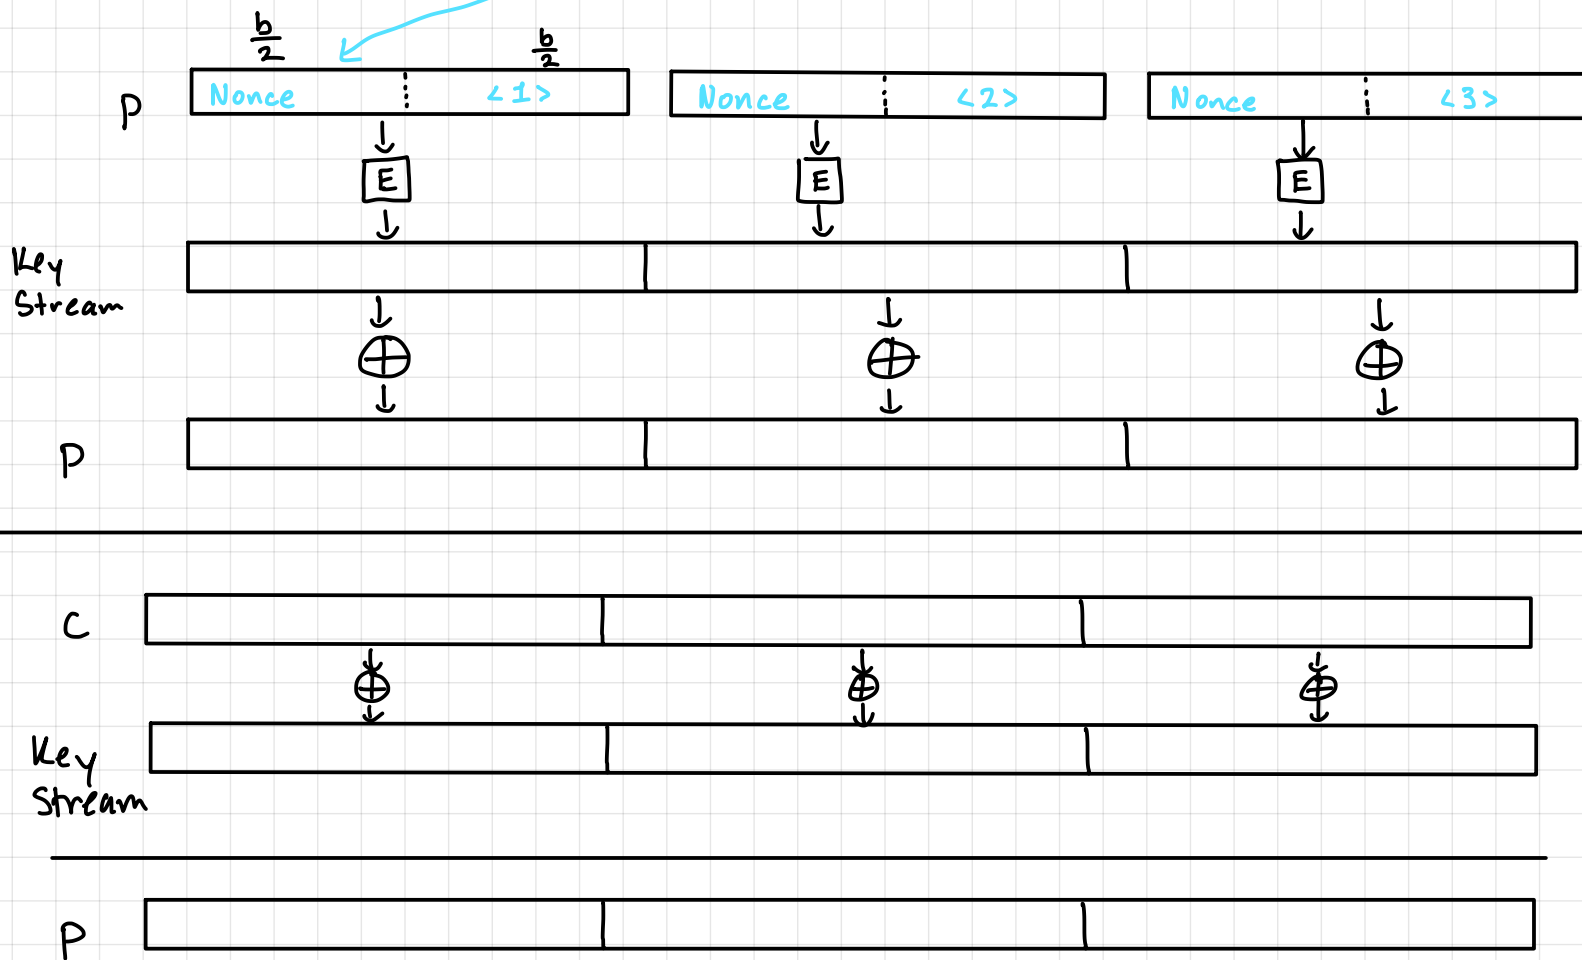 b/2 b/2
P Nonce <1> Nonce <2> Nonce <3>
E E E
Key
Stream
P
C
Key
Stream
P